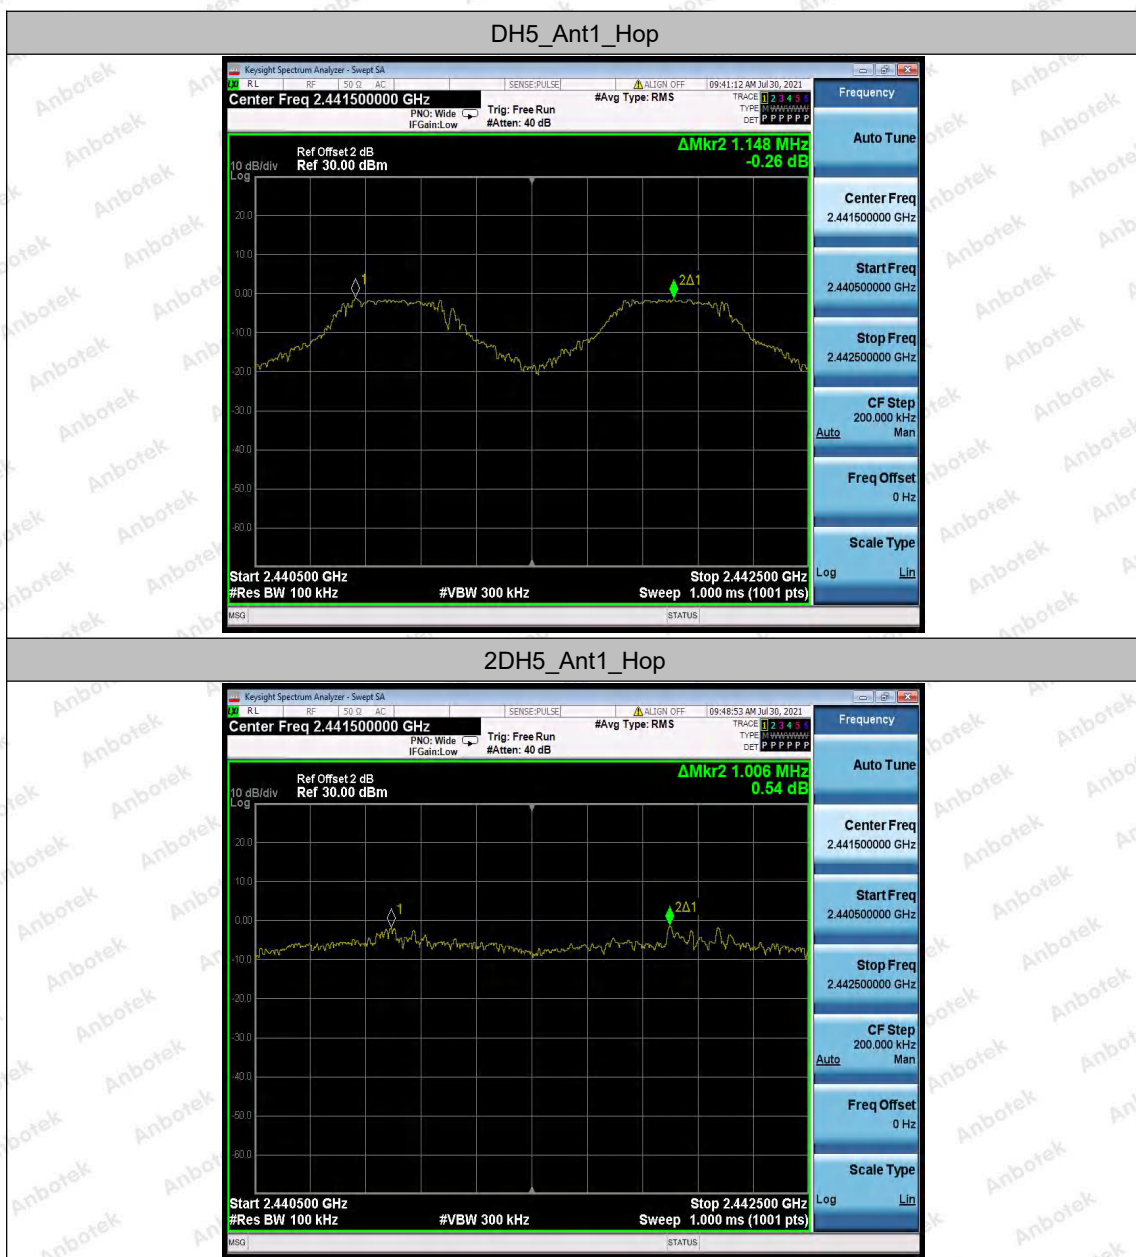 DH5_Ant1_Hop
Keysight Spectrum Analyzer - Swept SA
RL RF 50 Ω AC SENSE:PULSE ALIGN OFF 09:41:12 AM Jul 30, 2021
Center Freq 2.441500000 GHz
PNO: Wide
IFGain:Low
Trig: Free Run
#Atten: 40 dB
#Avg Type: RMS
TRACE 1 2 3 4 5 6
TYPE M
DET P P P P P P
ΔMkr2 1.148 MHz
-0.26 dB
Ref Offset 2 dB
10 dB/div Ref 30.00 dBm
Log
20.0
10.0
0.00
-10.0
-20.0
-30.0
-40.0
-50.0
-60.0
1
2Δ1
Start 2.440500 GHz Stop 2.442500 GHz
#Res BW 100 kHz #VBW 300 kHz Sweep 1.000 ms (1001 pts)
MSG STATUS
Frequency
Auto Tune
Center Freq
2.441500000 GHz
Start Freq
2.440500000 GHz
Stop Freq
2.442500000 GHz
CF Step
200.000 kHz
Auto Man
Freq Offset
0 Hz
Scale Type
Log Lin
2DH5_Ant1_Hop
Keysight Spectrum Analyzer - Swept SA
RL RF 50 Ω AC SENSE:PULSE ALIGN OFF 09:48:53 AM Jul 30, 2021
Center Freq 2.441500000 GHz
PNO: Wide
IFGain:Low
Trig: Free Run
#Atten: 40 dB
#Avg Type: RMS
TRACE 1 2 3 4 5 6
TYPE M
DET P P P P P P
ΔMkr2 1.006 MHz
0.54 dB
Ref Offset 2 dB
10 dB/div Ref 30.00 dBm
Log
20.0
10.0
0.00
-10.0
-20.0
-30.0
-40.0
-50.0
-60.0
1
2Δ1
Start 2.440500 GHz Stop 2.442500 GHz
#Res BW 100 kHz #VBW 300 kHz Sweep 1.000 ms (1001 pts)
MSG STATUS
Frequency
Auto Tune
Center Freq
2.441500000 GHz
Start Freq
2.440500000 GHz
Stop Freq
2.442500000 GHz
CF Step
200.000 kHz
Auto Man
Freq Offset
0 Hz
Scale Type
Log Lin
Anbotek